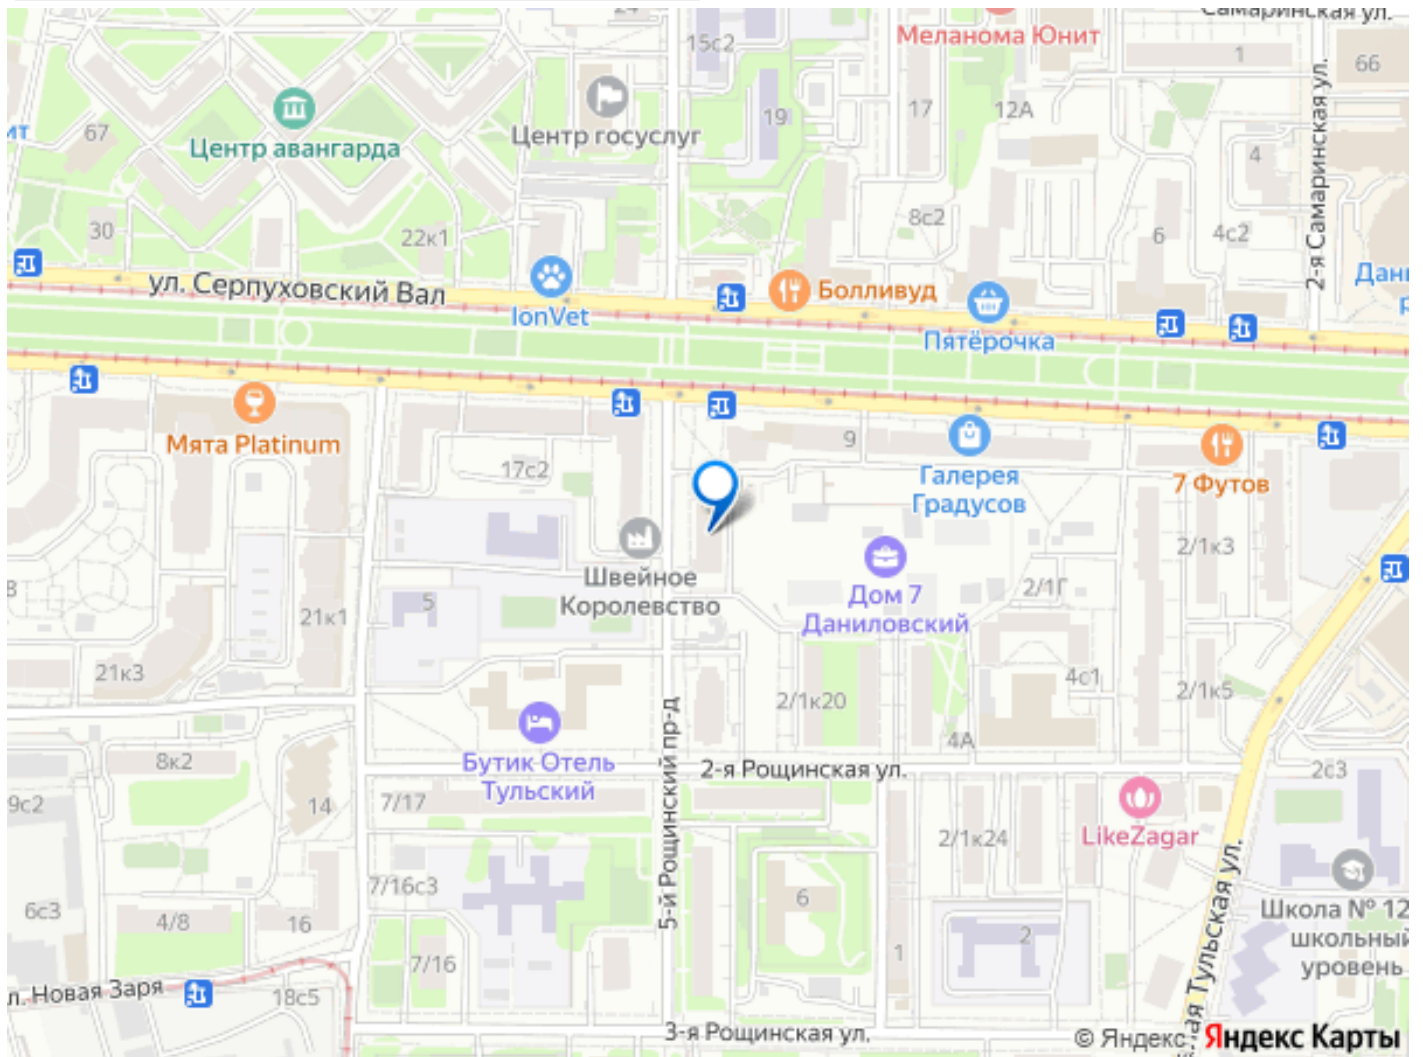 24
Самаринская ул.
15с2
Меланома Юнит
1
66
19
17
12А
67
Центр авангарда
Центр госуслуг
4
2-я Самаринская ул.
30
22к1
8с2
6
4с2
ул. Серпуховский Вал
IonVet
Болливуд
Пятёрочка
Мята Platinum
17с2
9
Галерея
Градусов
7 Футов
Швейное
Королевство
Дом 7
Даниловский
2/1Г
2/1к3
5
21к1
21к3
4с1
2/1к20
2/1к5
4А
Бутик Отель
Тульский
5-й Рощинский пр-д
2-я Рощинская ул.
8к2
14
7/17
2/1к24
LikeZagar
2с3
9с2
6с3
4/8
16
7/16с3
6
1
2
Школа № 12
школьный
уровень
7/16
18с5
л. Новая Заря
3-я Рощинская ул.
ая Тульская ул.
© Яндекс
Яндекс Карты